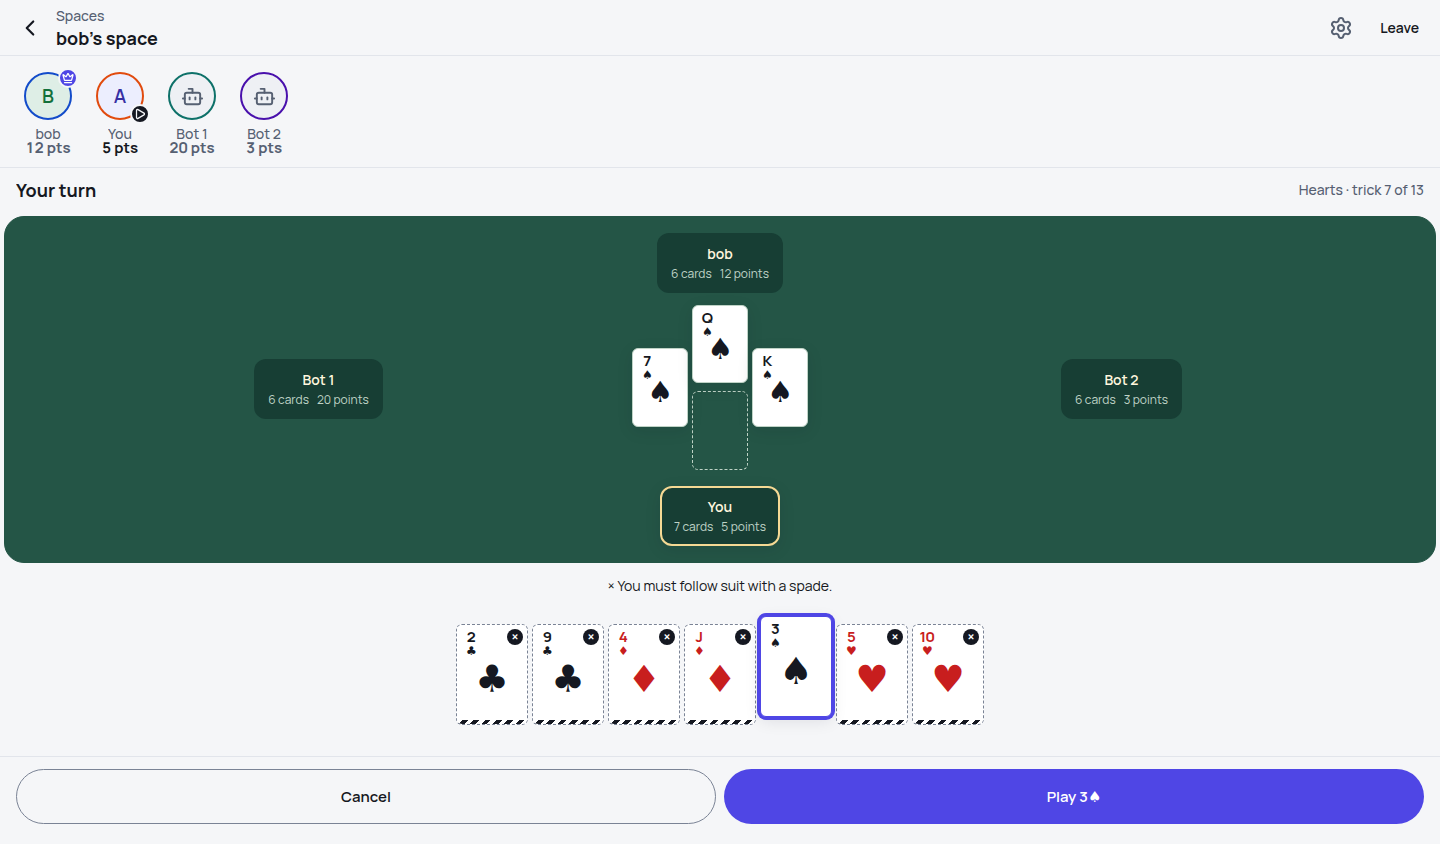 Spaces
bob's space
Leave
B
A
bob
You
Bot 1
Bot 2
12 pts
5 pts
20 pts
3 pts
Your turn
Hearts · trick 7 of 13
bob
6 cards 12 points
Q♠
7♠
K♠
Bot 1
6 cards 20 points
Bot 2
6 cards 3 points
You
7 cards 5 points
× You must follow suit with a spade.
2♣
9♣
4♦
J♦
3♠
5♥
10♥
Cancel
Play 3♠